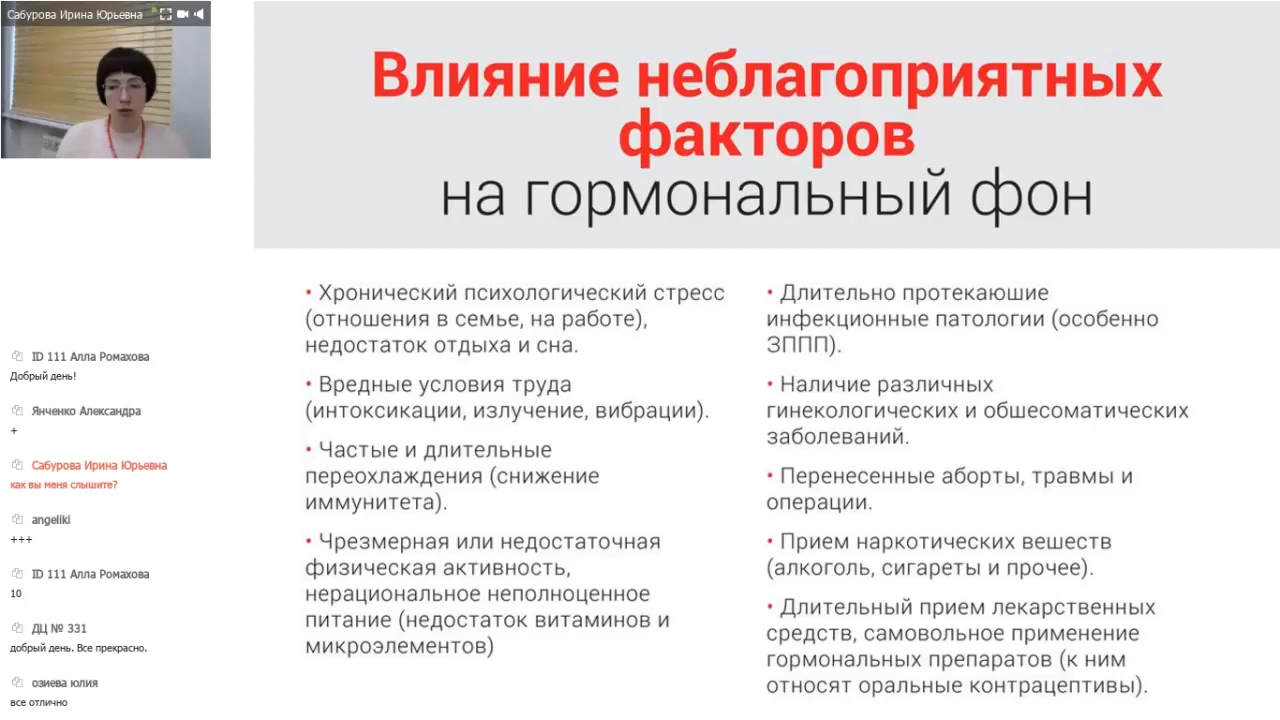 Сабурова Ирина Юрьевна
Влияние неблагоприятных
факторов
на гормональный фон
• Хронический психологический стресс
(отношения в семье, на работе),
недостаток отдыха и сна.
• Вредные условия труда
(интоксикации, излучение, вибрации).
• Частые и длительные
переохлаждения (снижение
иммунитета).
• Чрезмерная или недостаточная
физическая активность,
нерациональное неполноценное
питание (недостаток витаминов и
микроэлементов)
• Длительно протекаюшие
инфекционные патологии (особенно
ЗППП).
• Наличие различных
гинекологических и обшесоматических
заболеваний.
• Перенесенные аборты, травмы и
операции.
• Прием наркотических веществ
(алкоголь, сигареты и прочее).
• Длительный прием лекарственных
средств, самовольное применение
гормональных препаратов (к ним
относят оральные контрацептивы).
ID 111 Алла Ромахова
Добрый день!
Янченко Александра
+
Сабурова Ирина Юрьевна
как вы меня слышите?
angeliki
+++
ID 111 Алла Ромахова
10
ДЦ № 331
добрый день. Все прекрасно.
озиева юлия
все отлично